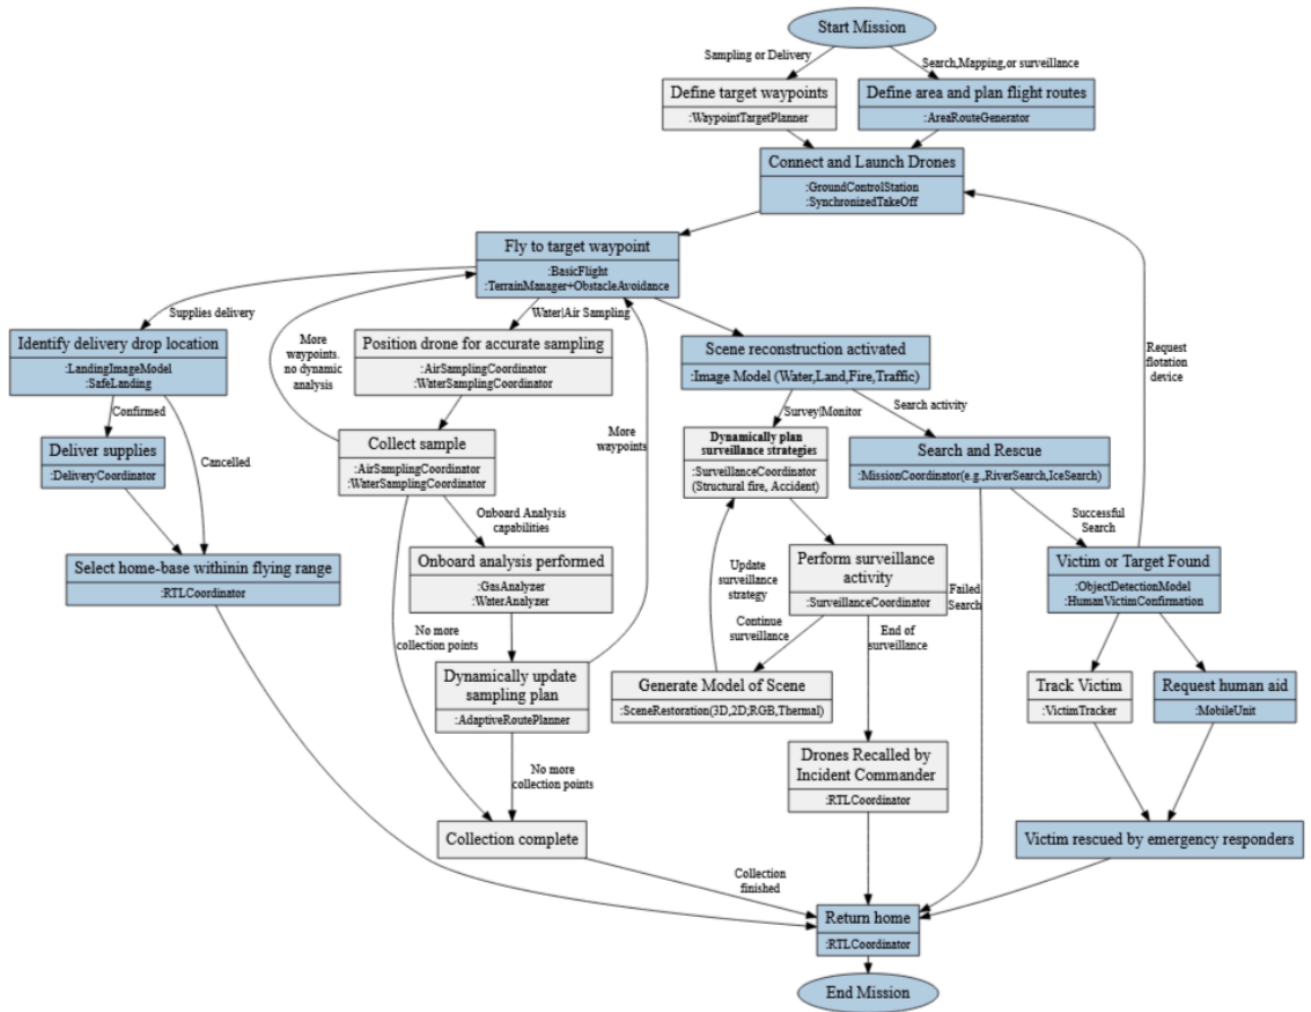 Start Mission
Sampling or Delivery
Search,Mapping,or surveillance
Define target waypoints
:WaypointTargetPlanner
Define area and plan flight routes
:AreaRouteGenerator
Connect and Launch Drones
:GroundControlStation
:SynchronizedTakeOff
Fly to target waypoint
:BasicFlight
:TerrainManager+ObstacleAvoidance
Supplies delivery
Water|Air Sampling
More
waypoints.
no dynamic
analysis
Request
flotation
device
Identify delivery drop location
:LandingImageModel
:SafeLanding
Position drone for accurate sampling
:AirSamplingCoordinator
:WaterSamplingCoordinator
Scene reconstruction activated
:Image Model (Water,Land,Fire,Traffic)
Confirmed
Cancelled
More
waypoints
Survey|Monitor
Search activity
Deliver supplies
:DeliveryCoordinator
Collect sample
:AirSamplingCoordinator
:WaterSamplingCoordinator
Dynamically plan
surveillance strategies
:SurveillanceCoordinator
(Structural fire, Accident)
Search and Rescue
:MissionCoordinator(e.g.,RiverSearch,IceSearch)
Onboard Analysis
capabilities
Successful
Search
Select home-base withinin flying range
:RTLCoordinator
Onboard analysis performed
:GasAnalyzer
:WaterAnalyzer
Update
surveillance
strategy
Perform surveillance
activity
:SurveillanceCoordinator
Failed
Search
Victim or Target Found
:ObjectDetectionModel
:HumanVictimConfirmation
No more
collection points
Continue
surveillance
End of
surveillance
Dynamically update
sampling plan
:AdaptiveRoutePlanner
Generate Model of Scene
:SceneRestoration(3D,2D;RGB,Thermal)
Track Victim
:VictimTracker
Request human aid
:MobileUnit
No more
collection points
Drones Recalled by
Incident Commander
:RTLCoordinator
Collection complete
Victim rescued by emergency responders
Collection
finished
Return home
:RTLCoordinator
End Mission